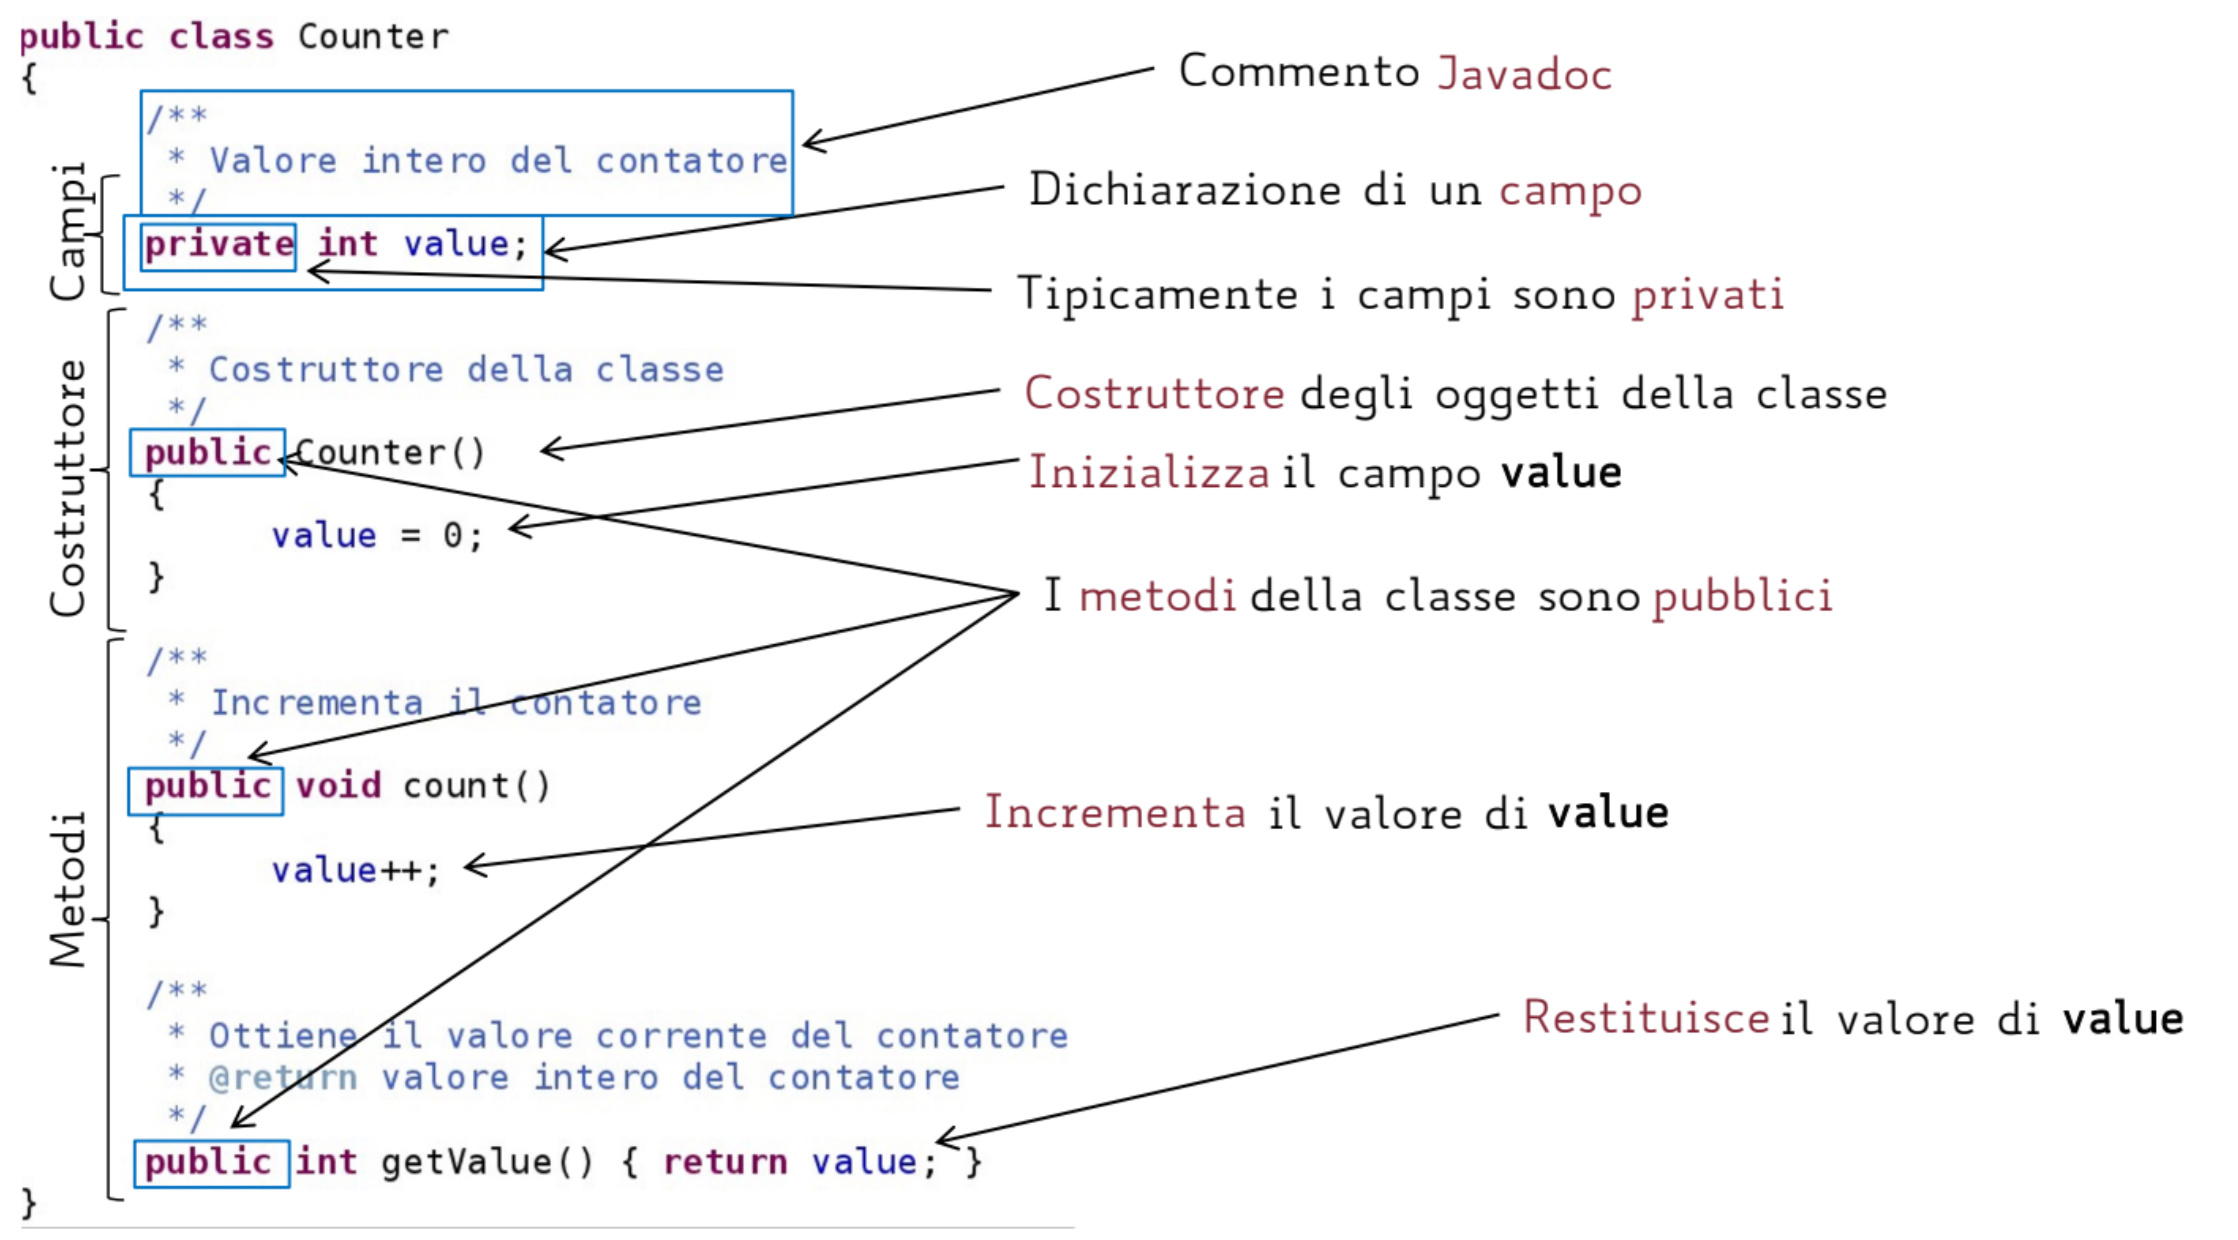 public class Counter
{
/**
* Valore intero del contatore
*/
private int value;
/**
* Costruttore della classe
*/
public Counter()
{
value = 0;
}
/**
* Incrementa il contatore
*/
public void count()
{
value++;
}
/**
* Ottiene il valore corrente del contatore
* @return valore intero del contatore
*/
public int getValue() { return value; }
}
Campi
Costruttore
Metodi
Commento Javadoc
Dichiarazione di un campo
Tipicamente i campi sono privati
Costruttore degli oggetti della classe
Inizializza il campo value
I metodi della classe sono pubblici
Incrementa il valore di value
Restituisce il valore di value